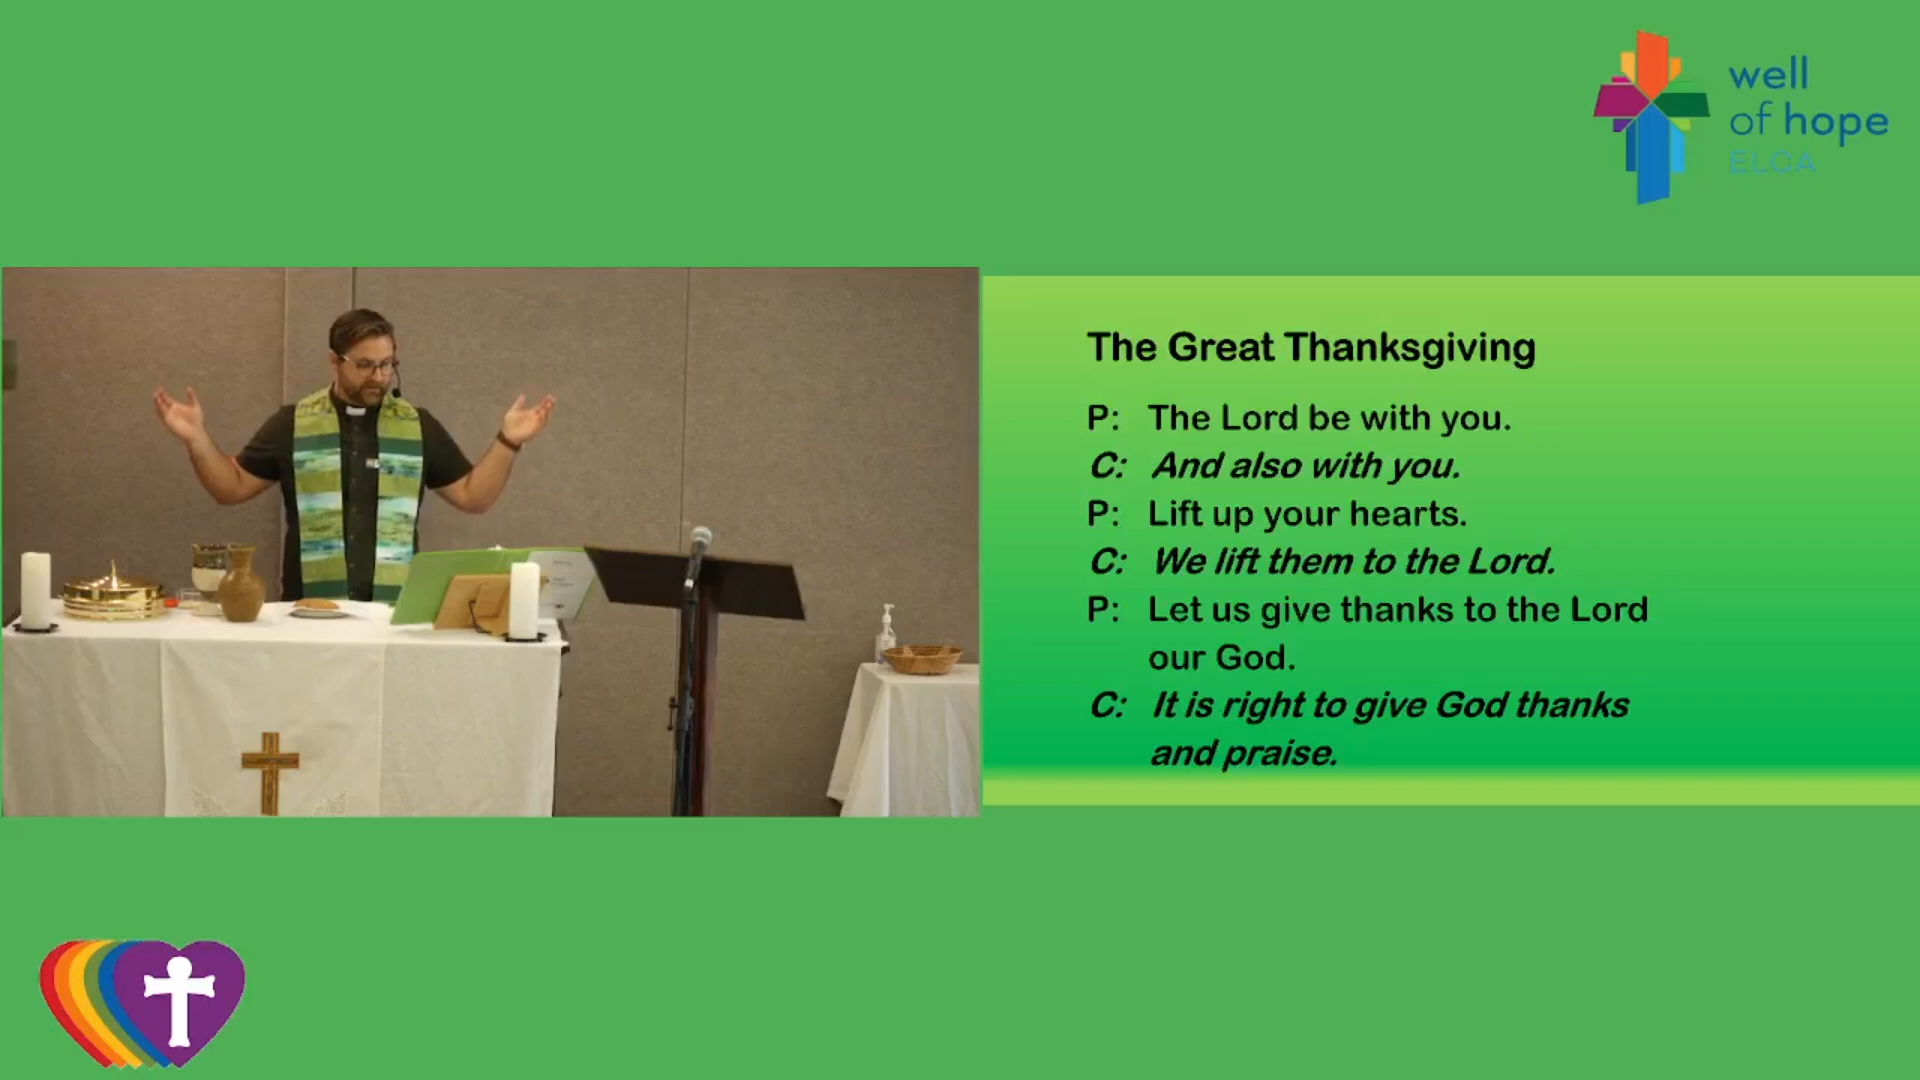 well
of hope
ELCA
The Great Thanksgiving
P: The Lord be with you.
C: And also with you.
P: Lift up your hearts.
C: We lift them to the Lord.
P: Let us give thanks to the Lord
our God.
C: It is right to give God thanks
and praise.